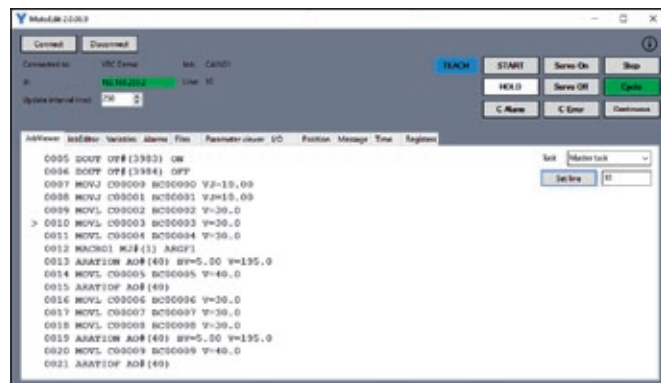 MotoEdit 2.0.06.0
Connect Disconnect
Connected to: YRC Demo Job: CAIN01
Line: 10
Update interval (ms): 250
TEACH START Servo On Stop
HOLD Servo Off Cycle
C Alarm C Error Continuous
JobViewer JobEditor Variables Alarms Files Parameter viewer I/O Position Message Time Registers
Task Master task
Set line 10
0005 DOUT OT#(3983) ON
0006 DOUT OT#(3984) OFF
0007 MOVJ C00000 BC00000 VJ=10.00
0008 MOVJ C00001 BC00001 VJ=10.00
0009 MOVL C00002 BC00002 V=30.0
> 0010 MOVL C00003 BC00003 V=30.0
0011 MOVL C00004 BC00004 V=30.0
0012 MACRO1 MJ#(1) ARGF1
0013 ARATION AO#(40) BV=5.00 V=195.0
0014 MOVL C00005 BC00005 V=40.0
0015 ARATIOF AO#(40)
0016 MOVL C00006 BC00006 V=30.0
0017 MOVL C00007 BC00007 V=30.0
0018 MOVL C00008 BC00008 V=30.0
0019 ARATION AO#(40) BV=5.00 V=195.0
0020 MOVL C00009 BC00009 V=40.0
0021 ARATIOF AO#(40)